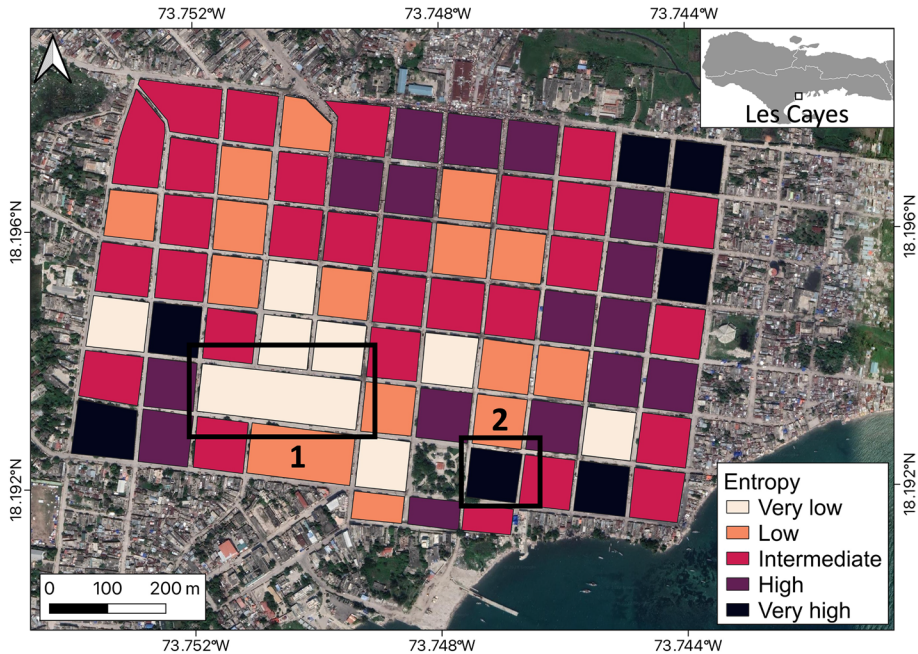 73.752°W 73.748°W 73.744°W
Les Cayes
18.196°N 18.196°N
2
1
18.192°N 18.192°N
Entropy
Very low
Low
Intermediate
High
Very high
0 100 200 m
73.752°W 73.748°W 73.744°W